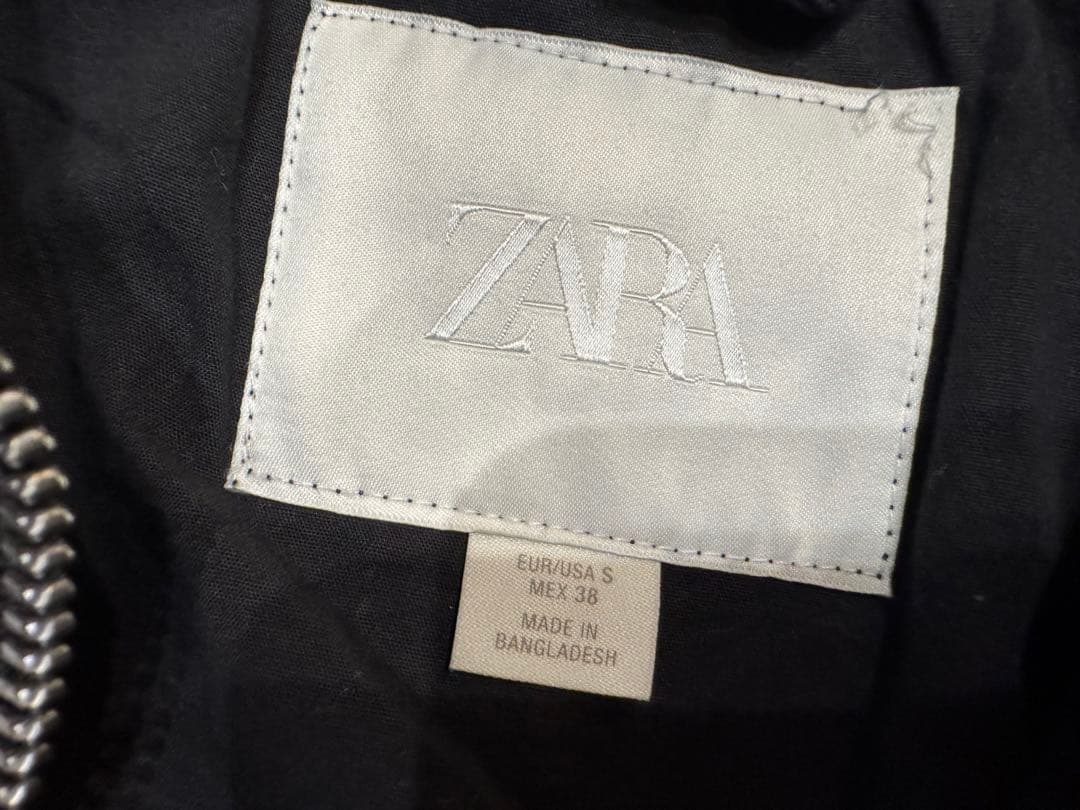 ZARA
EUR/USA S
MEX 38
MADE IN
BANGLADESH